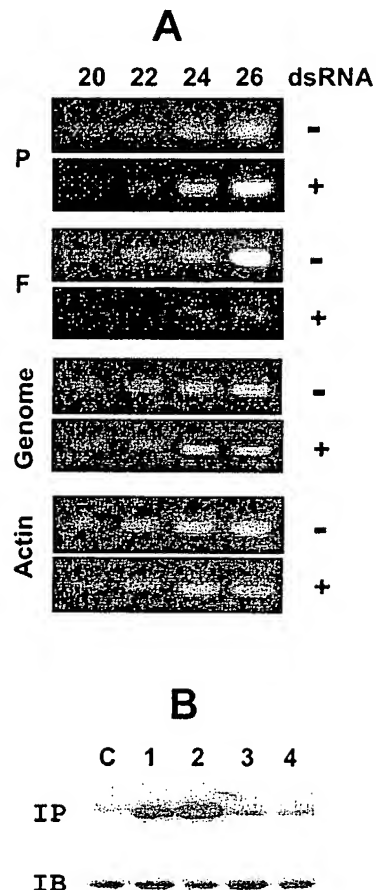 A
20 22 24 26 dsRNA
P
-
+
F
-
+
Genome
-
+
Actin
-
+
B
C 1 2 3 4
IP
IB